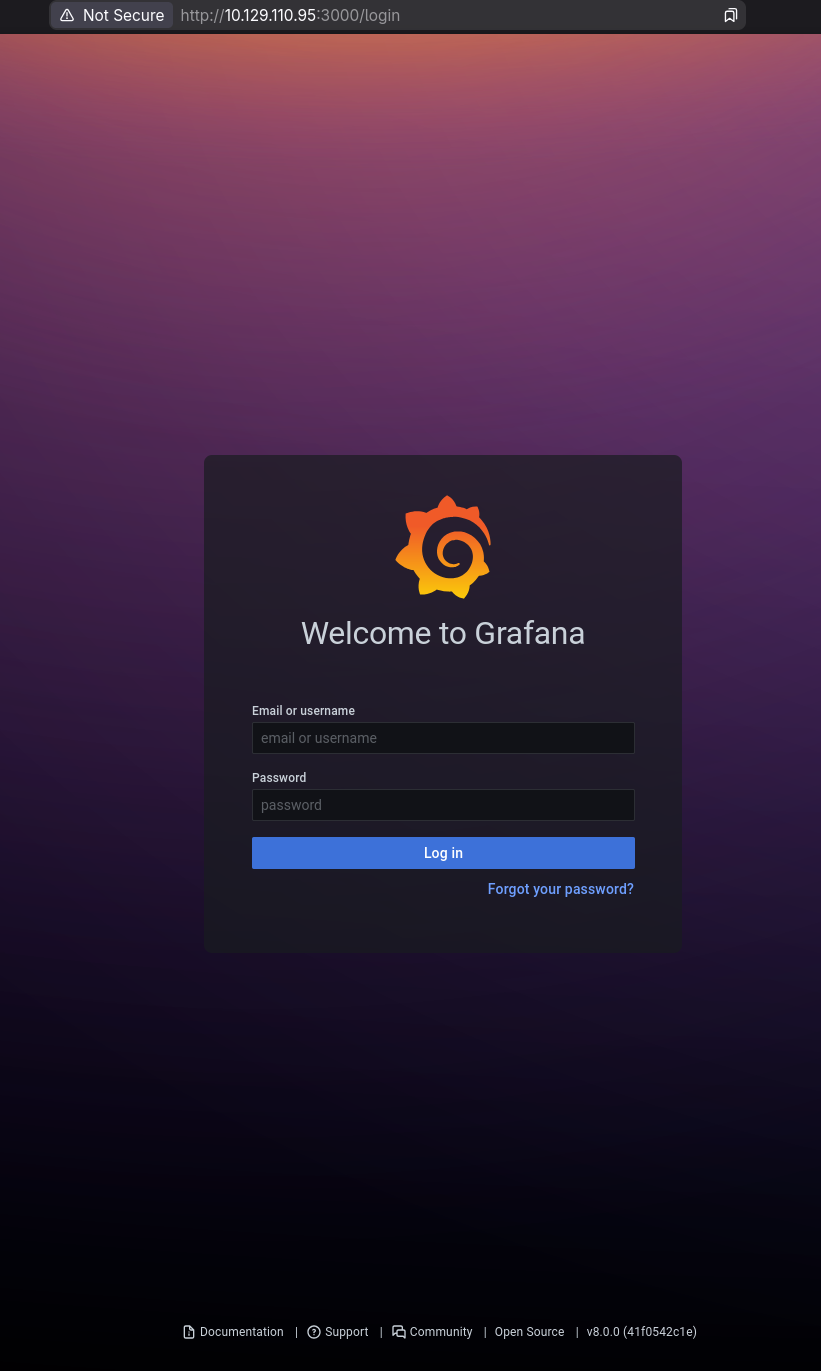 Not Secure http://10.129.110.95:3000/login
Welcome to Grafana
Email or username
email or username
Password
password
Log in
Forgot your password?
Documentation | Support | Community | Open Source | v8.0.0 (41f0542c1e)